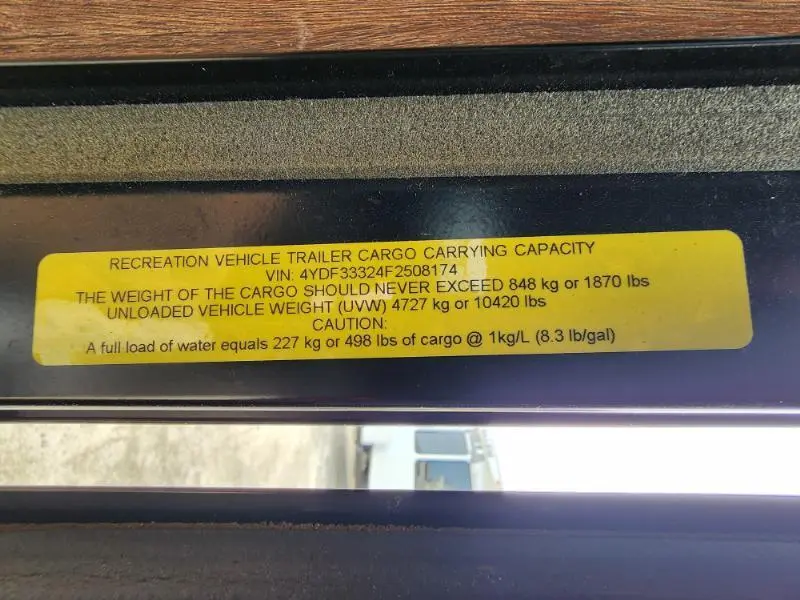 RECREATION VEHICLE TRAILER CARGO CARRYING CAPACITY
VIN: 4YDF33324F2508174
THE WEIGHT OF THE CARGO SHOULD NEVER EXCEED 848 kg or 1870 lbs
UNLOADED VEHICLE WEIGHT (UVW) 4727 kg or 10420 lbs
CAUTION:
A full load of water equals 227 kg or 498 lbs of cargo @ 1kg/L (8.3 lb/gal)